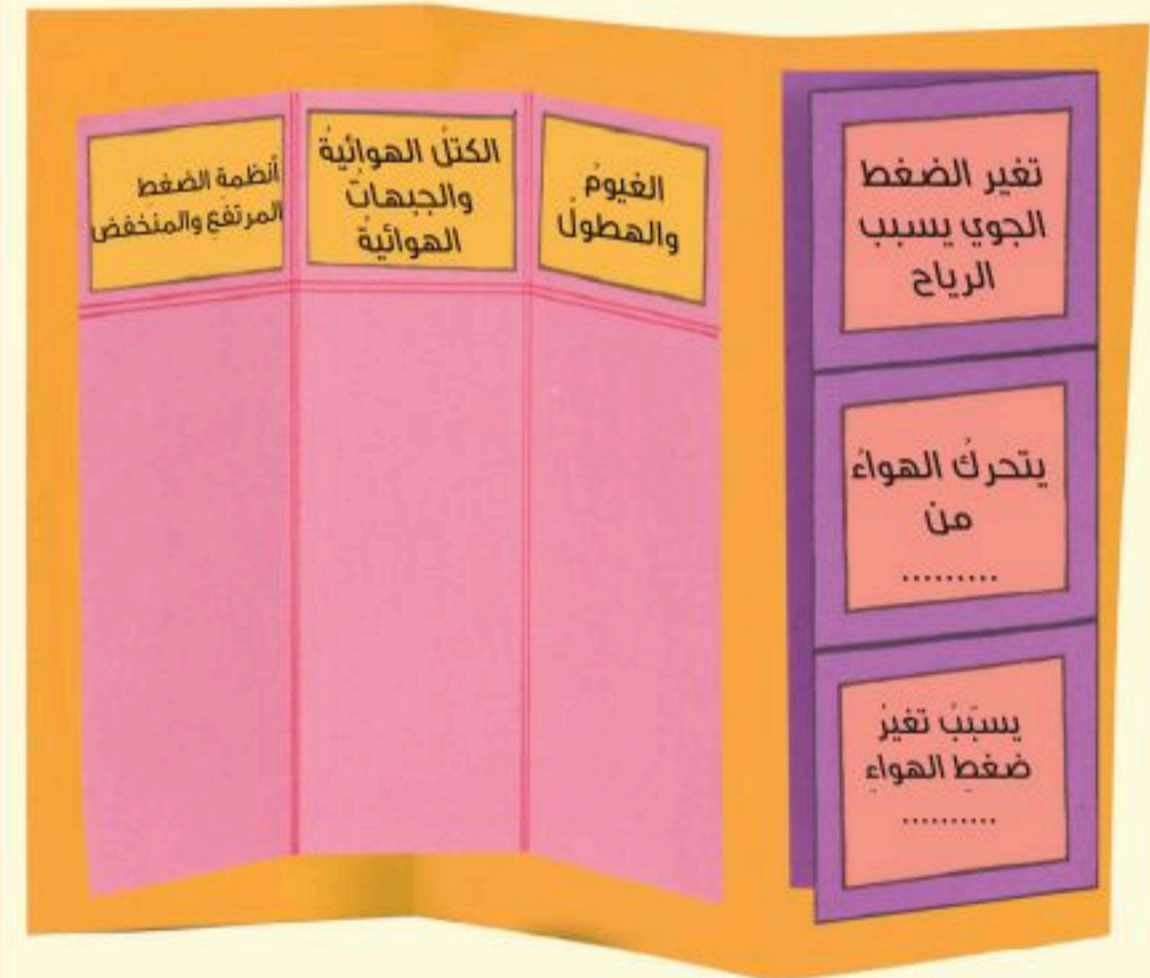 تغير الضغط
الجوي يسبب
الرياح
يتحركُ الهواءُ
من
.........
يسبّبُ تغيرُ
ضغطِ الهواءِ
..........
الغيومُ
والهطولُ
الكتلُ الهوائيةُ
والجبهاتُ
الهوائيةُ
أنظمة الضغط
المرتفعِ والمنخفض